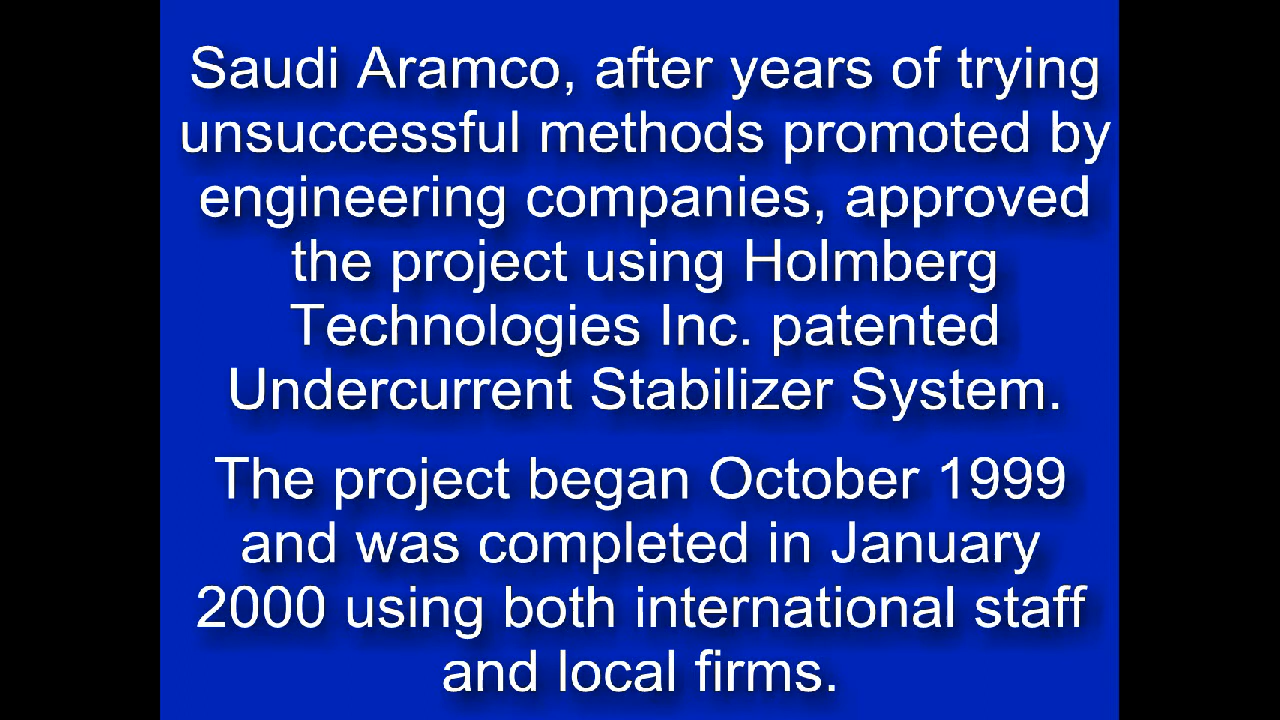 Saudi Aramco, after years of trying
unsuccessful methods promoted by
engineering companies, approved
the project using Holmberg
Technologies Inc. patented
Undercurrent Stabilizer System.
The project began October 1999
and was completed in January
2000 using both international staff
and local firms.